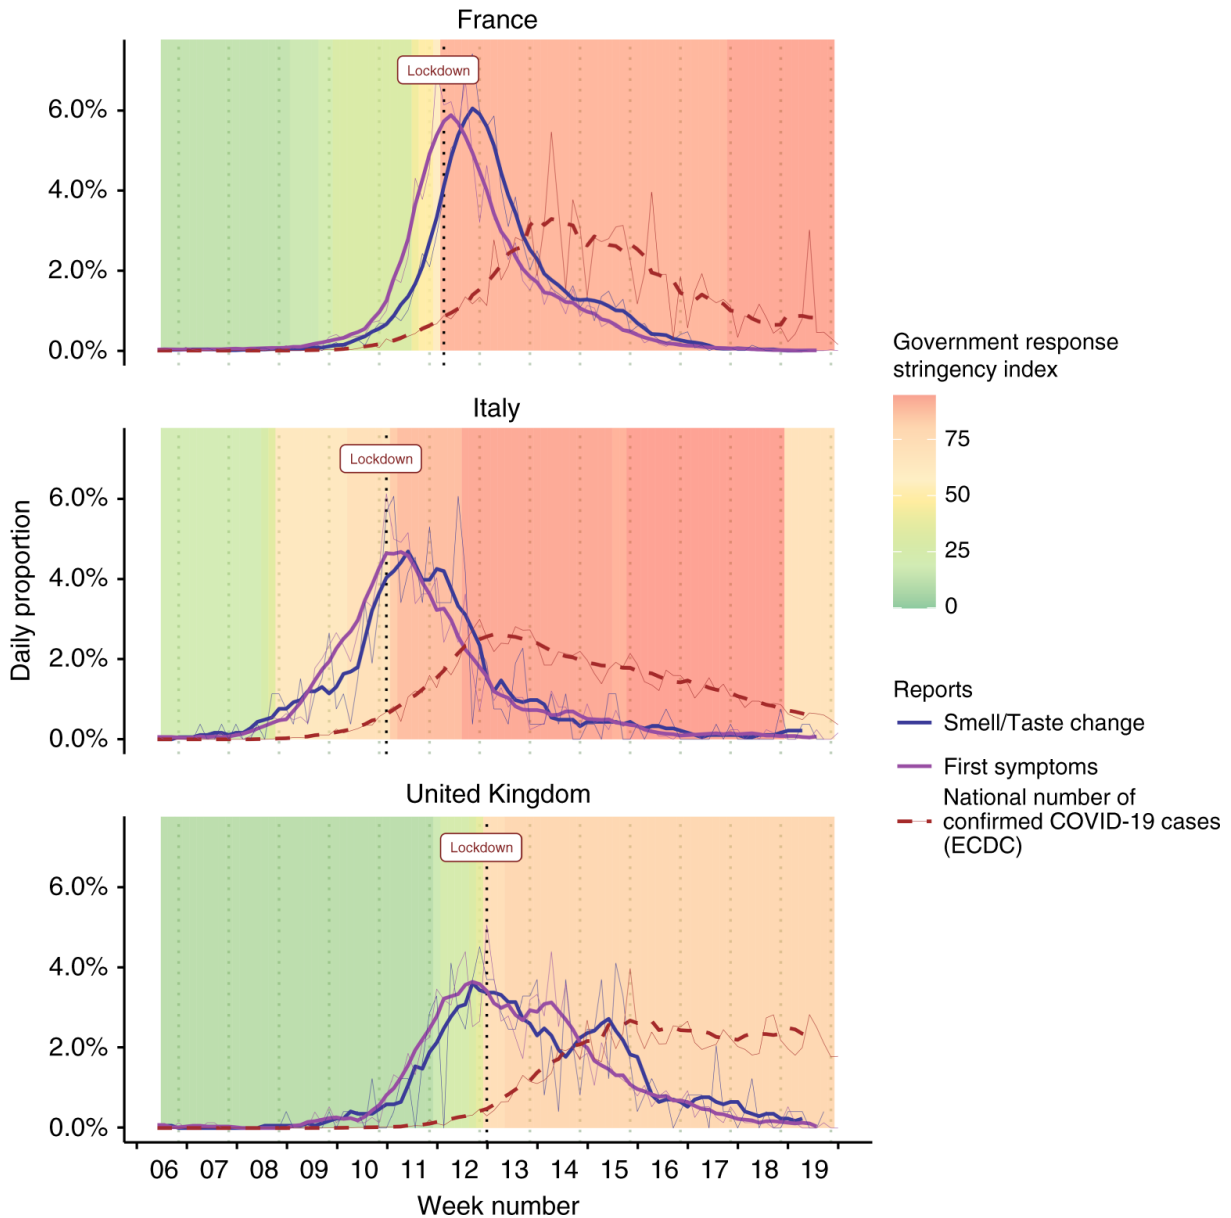 France
Lockdown
6.0%
4.0%
2.0%
0.0%
Italy
Lockdown
6.0%
4.0%
2.0%
0.0%
United Kingdom
Lockdown
6.0%
4.0%
2.0%
0.0%
Daily proportion
06 07 08 09 10 11 12 13 14 15 16 17 18 19
Week number
Government response
stringency index
75
50
25
0
Reports
Smell/Taste change
First symptoms
National number of
confirmed COVID-19 cases
(ECDC)